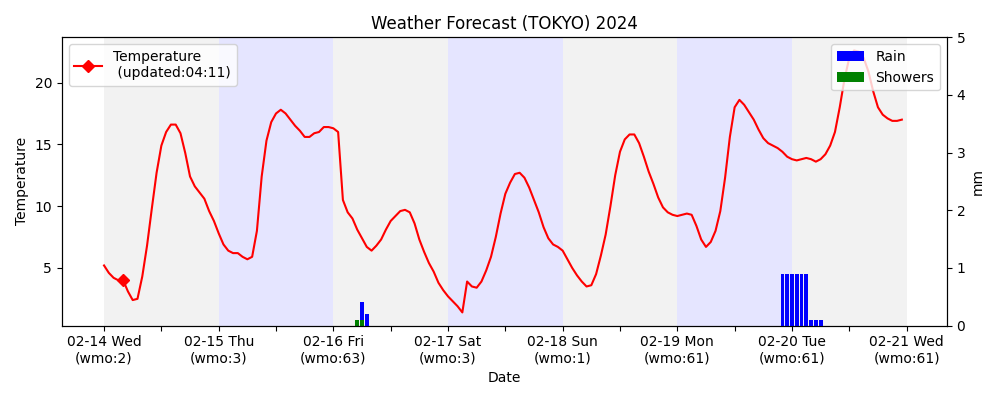 Weather Forecast (TOKYO) 2024
Temperature
(updated:04:11)
Rain
Showers
Temperature
20
15
10
5
5
4
3
2
1
0
mm
02-14 Wed
(wmo:2)
02-15 Thu
(wmo:3)
02-16 Fri
(wmo:63)
02-17 Sat
(wmo:3)
02-18 Sun
(wmo:1)
02-19 Mon
(wmo:61)
02-20 Tue
(wmo:61)
02-21 Wed
(wmo:61)
Date